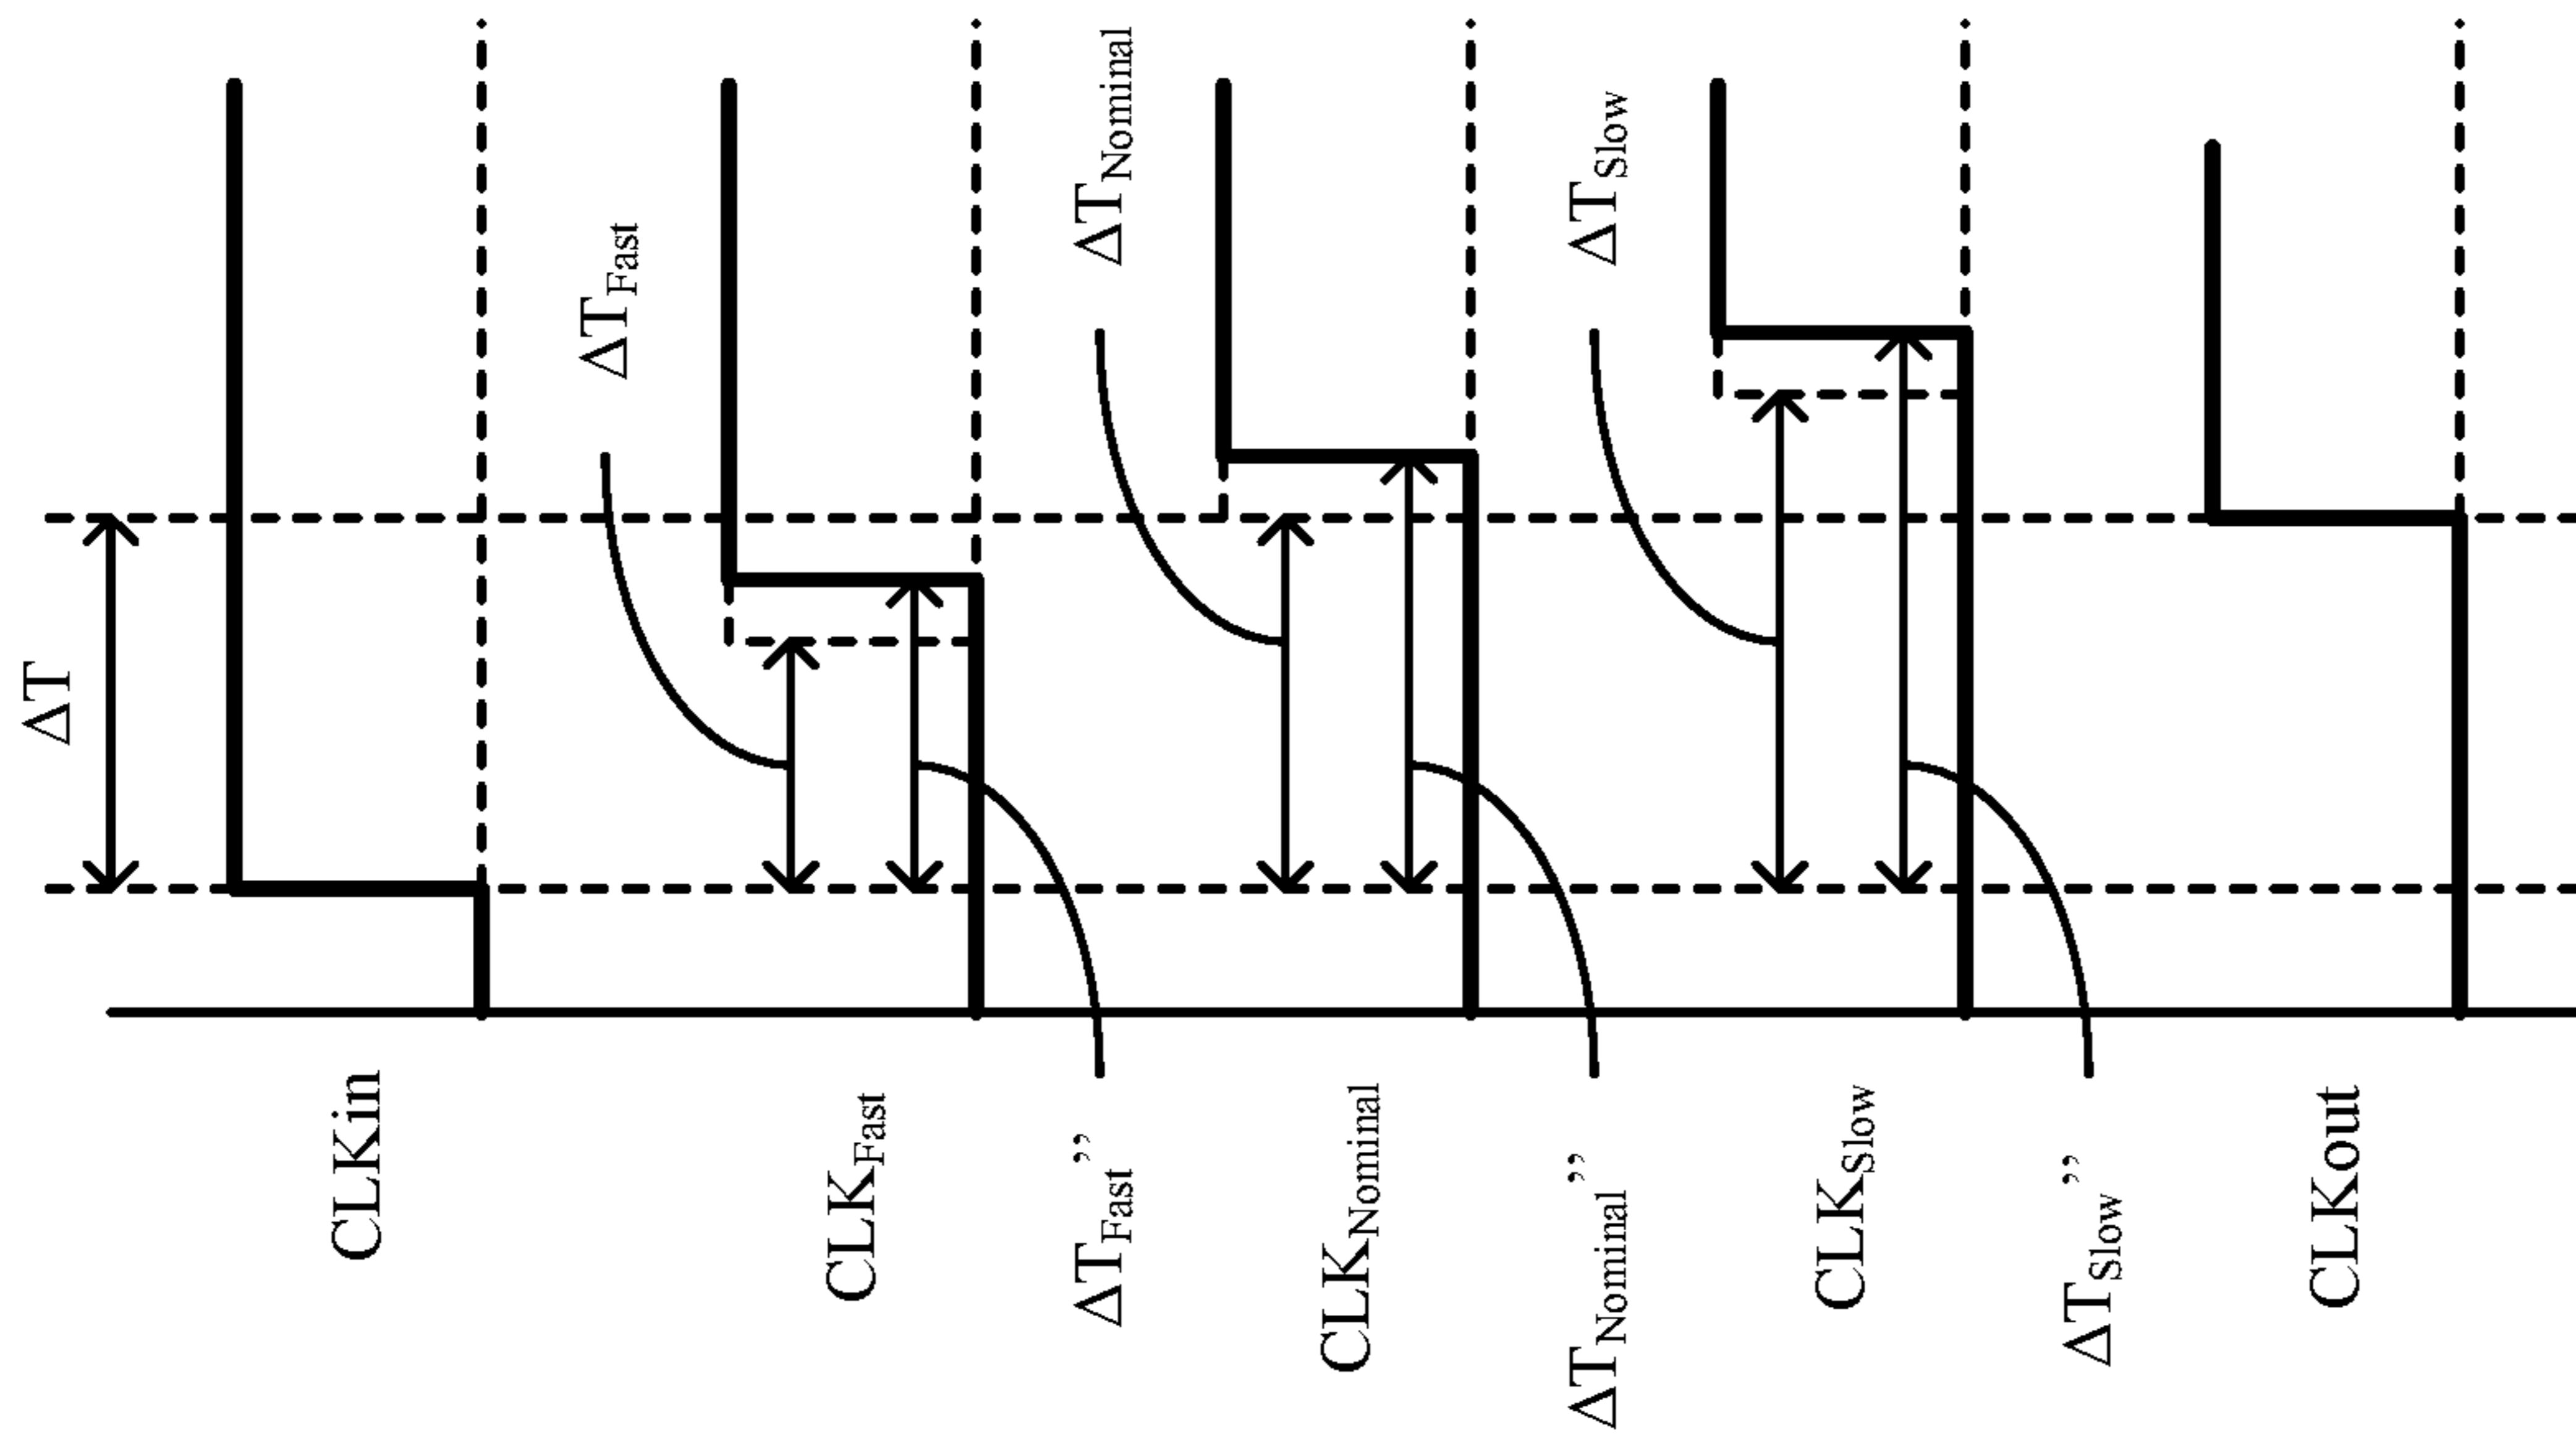 ΔT
CLKin
ΔT_Fast
CLK_Fast
ΔT_Fast”
ΔT_Nominal
CLK_Nominal
ΔT_Nominal”
ΔT_Slow
CLK_Slow
ΔT_Slow”
CLKout